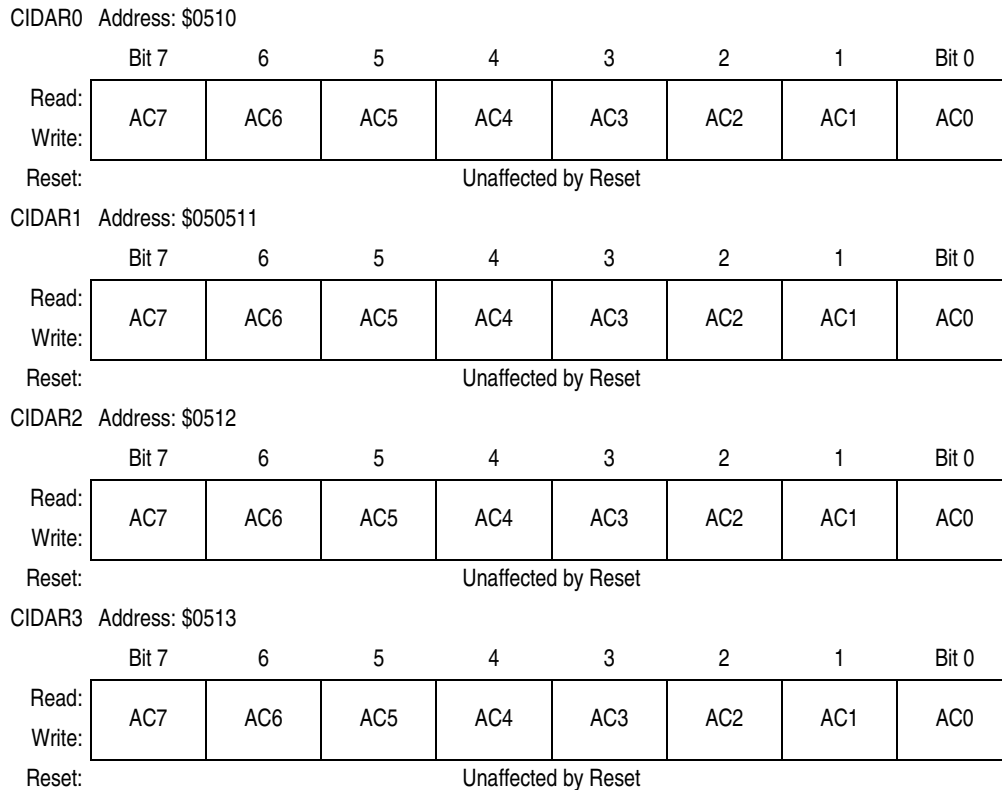 CIDAR0 Address: $0510
Bit 7 6 5 4 3 2 1 Bit 0
Read:
AC7 AC6 AC5 AC4 AC3 AC2 AC1 AC0
Write:
Reset: Unaffected by Reset
CIDAR1 Address: $050511
Bit 7 6 5 4 3 2 1 Bit 0
Read:
AC7 AC6 AC5 AC4 AC3 AC2 AC1 AC0
Write:
Reset: Unaffected by Reset
CIDAR2 Address: $0512
Bit 7 6 5 4 3 2 1 Bit 0
Read:
AC7 AC6 AC5 AC4 AC3 AC2 AC1 AC0
Write:
Reset: Unaffected by Reset
CIDAR3 Address: $0513
Bit 7 6 5 4 3 2 1 Bit 0
Read:
AC7 AC6 AC5 AC4 AC3 AC2 AC1 AC0
Write:
Reset: Unaffected by Reset